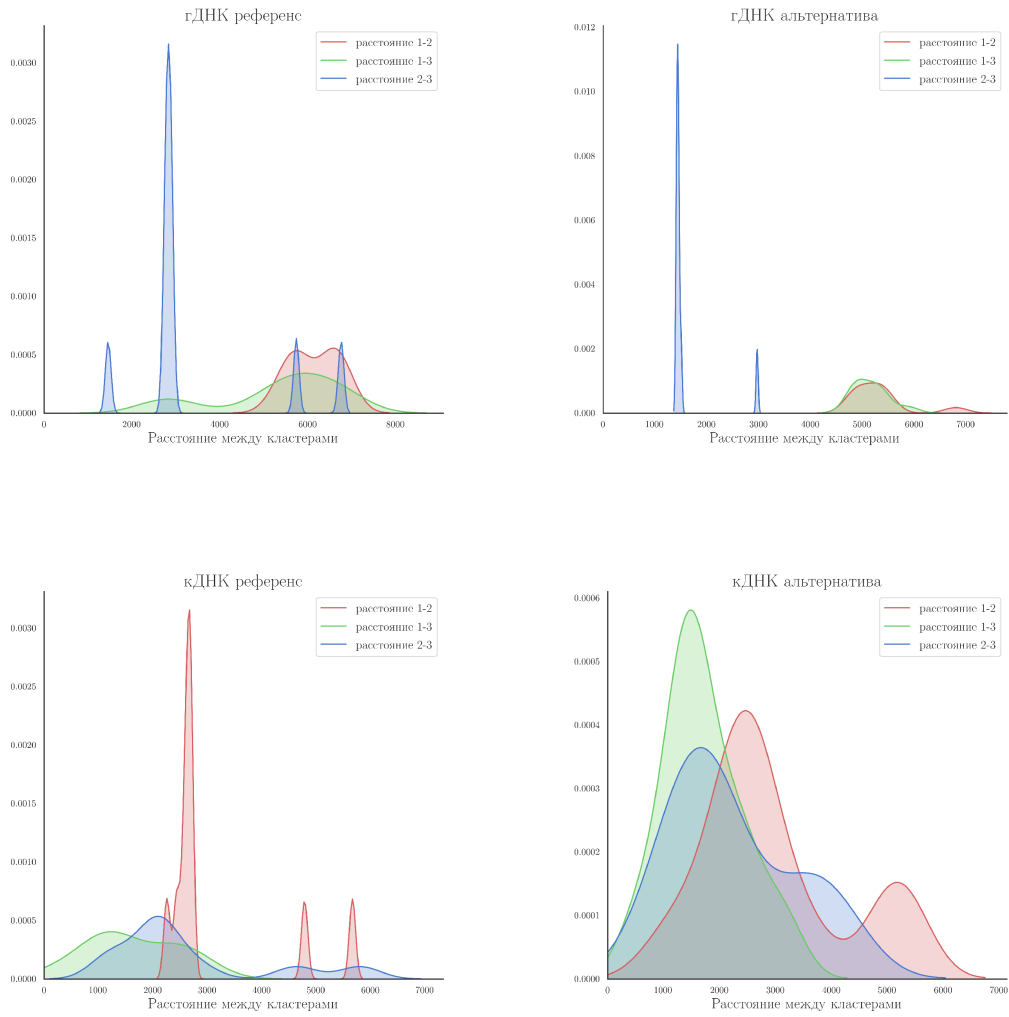 гДНК референс
расстояние 1-2
расстояние 1-3
расстояние 2-3
0.0030
0.0025
0.0020
0.0015
0.0010
0.0005
0.0000
0 2000 4000 6000 8000
Расстояние между кластерами
гДНК альтернатива
расстояние 1-2
расстояние 1-3
расстояние 2-3
0.012
0.010
0.008
0.006
0.004
0.002
0.000
0 1000 2000 3000 4000 5000 6000 7000
Расстояние между кластерами
кДНК референс
расстояние 1-2
расстояние 1-3
расстояние 2-3
0.0030
0.0025
0.0020
0.0015
0.0010
0.0005
0.0000
0 1000 2000 3000 4000 5000 6000 7000
Расстояние между кластерами
кДНК альтернатива
расстояние 1-2
расстояние 1-3
расстояние 2-3
0.0006
0.0005
0.0004
0.0003
0.0002
0.0001
0.0000
0 1000 2000 3000 4000 5000 6000 7000
Расстояние между кластерами